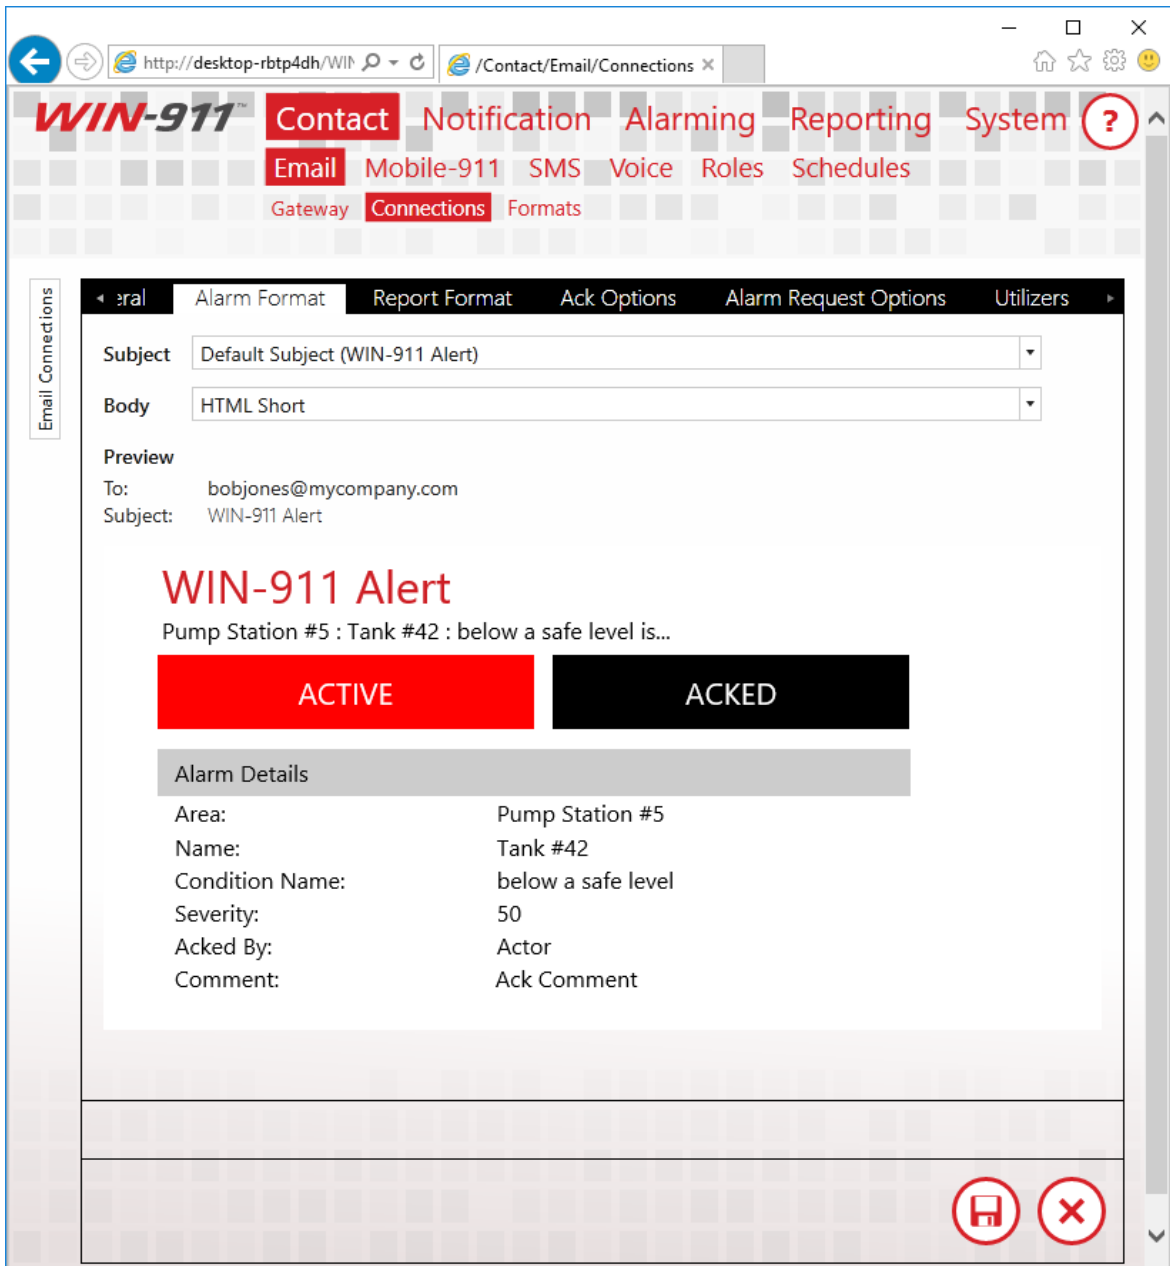 http://desktop-rbtp4dh/WIN
/Contact/Email/Connections
WIN-911™ Contact Notification Alarming Reporting System ?
Email Mobile-911 SMS Voice Roles Schedules
Gateway Connections Formats
Email Connections
eral Alarm Format Report Format Ack Options Alarm Request Options Utilizers
Subject Default Subject (WIN-911 Alert)
Body HTML Short
Preview
To: bobjones@mycompany.com
Subject: WIN-911 Alert
WIN-911 Alert
Pump Station #5 : Tank #42 : below a safe level is...
ACTIVE ACKED
Alarm Details
Area: Pump Station #5
Name: Tank #42
Condition Name: below a safe level
Severity: 50
Acked By: Actor
Comment: Ack Comment